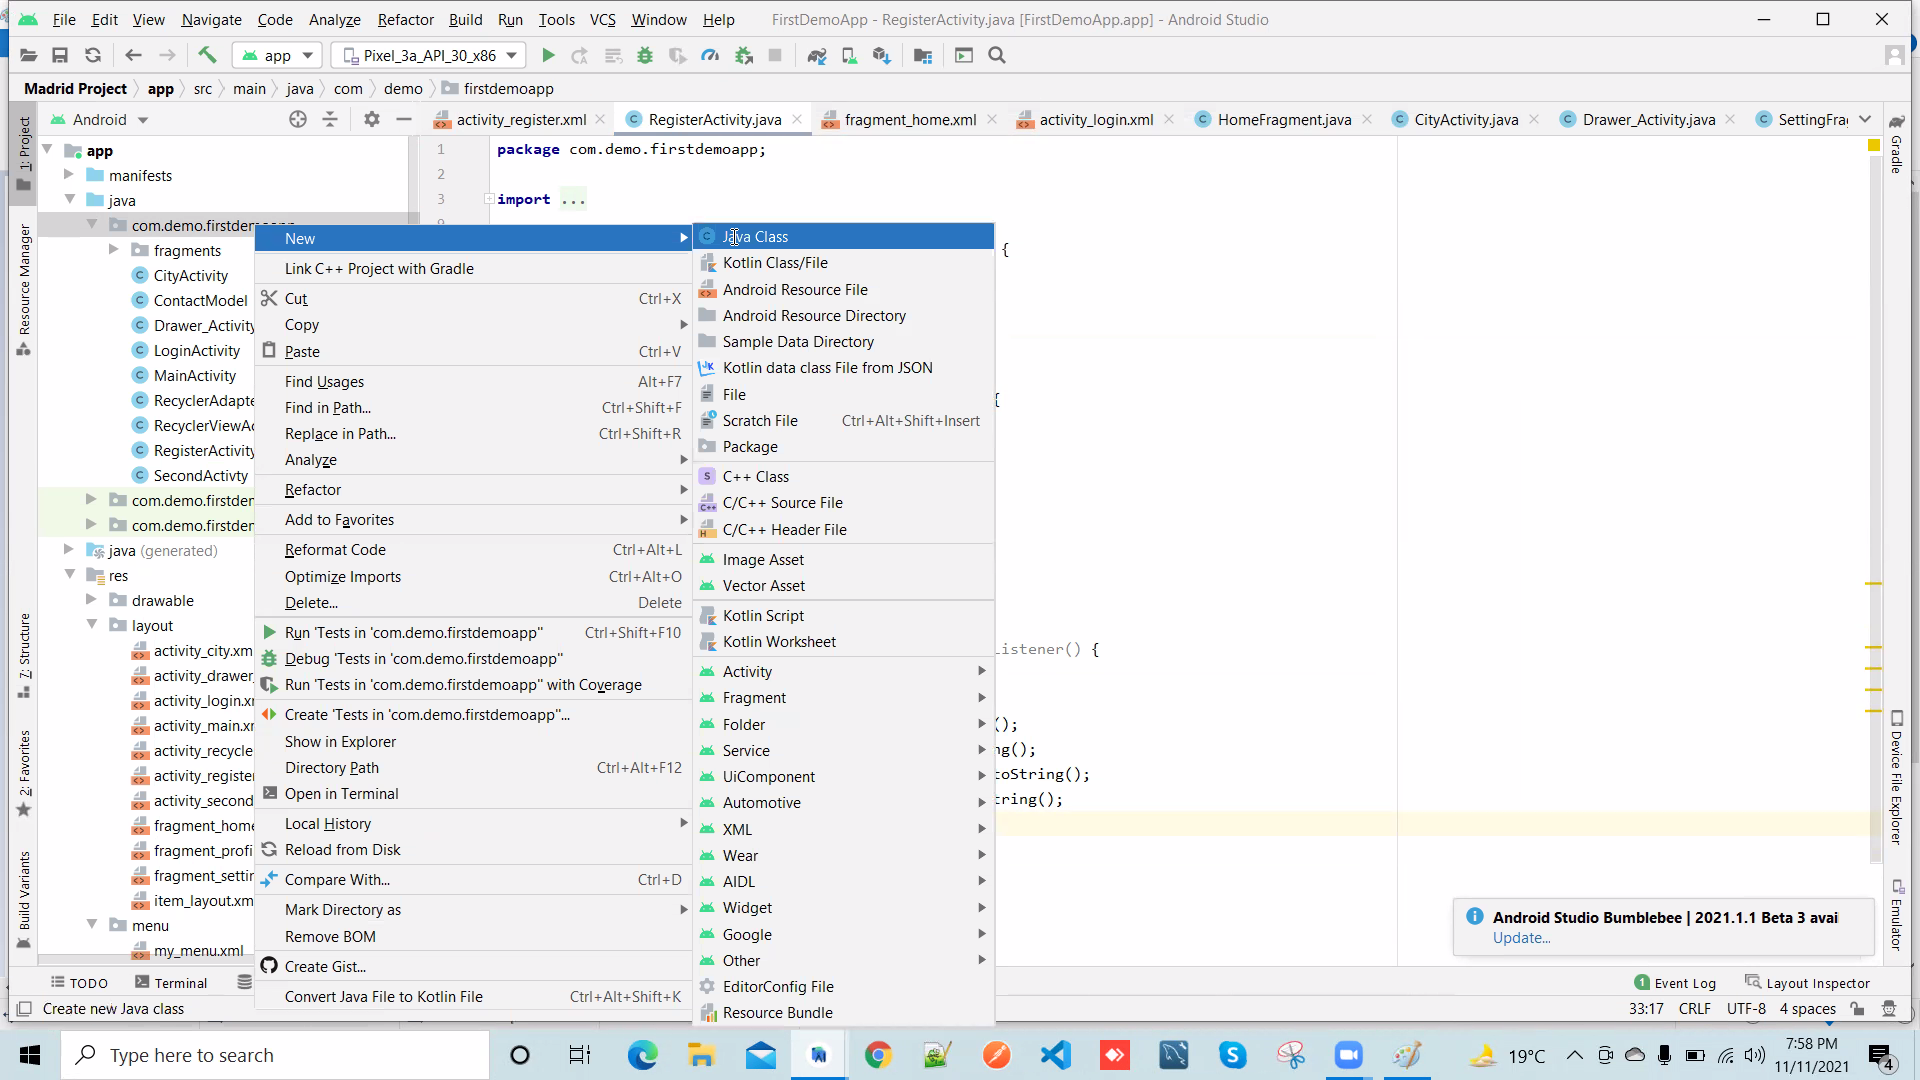 File Edit View Navigate Code Analyze Refactor Build Run Tools VCS Window Help FirstDemoApp - RegisterActivity.java [FirstDemoApp.app] - Android Studio
app Pixel_3a_API_30_x86
Madrid Project app src main java com demo firstdemoapp
Android
activity_register.xml RegisterActivity.java fragment_home.xml activity_login.xml HomeFragment.java CityActivity.java Drawer_Activity.java SettingFra
1: Project
Resource Manager
7: Structure
2: Favorites
Build Variants
app
manifests
java
com.demo.firstdemoapp
fragments
CityActivity
ContactModel
Drawer_Activity
LoginActivity
MainActivity
RecyclerAdapte
RecyclerViewAc
RegisterActivity
SecondActivty
com.demo.firstder
com.demo.firstder
java (generated)
res
drawable
layout
activity_city.xm
activity_drawer
activity_login.x
activity_main.x
activity_recycle
activity_register
activity_second
fragment_home
fragment_profi
fragment_settin
item_layout.xm
menu
my_menu.xml
1 package com.demo.firstdemoapp;
2
3 import ...
{
{
istener() {
();
ng();
oString();
ring();
New
Link C++ Project with Gradle
Cut Ctrl+X
Copy
Paste Ctrl+V
Find Usages Alt+F7
Find in Path... Ctrl+Shift+F
Replace in Path... Ctrl+Shift+R
Analyze
Refactor
Add to Favorites
Reformat Code Ctrl+Alt+L
Optimize Imports Ctrl+Alt+O
Delete... Delete
Run 'Tests in 'com.demo.firstdemoapp'' Ctrl+Shift+F10
Debug 'Tests in 'com.demo.firstdemoapp''
Run 'Tests in 'com.demo.firstdemoapp'' with Coverage
Create 'Tests in 'com.demo.firstdemoapp''...
Show in Explorer
Directory Path Ctrl+Alt+F12
Open in Terminal
Local History
Reload from Disk
Compare With... Ctrl+D
Mark Directory as
Remove BOM
Create Gist...
Convert Java File to Kotlin File Ctrl+Alt+Shift+K
Java Class
Kotlin Class/File
Android Resource File
Android Resource Directory
Sample Data Directory
Kotlin data class File from JSON
File
Scratch File Ctrl+Alt+Shift+Insert
Package
C++ Class
C/C++ Source File
C/C++ Header File
Image Asset
Vector Asset
Kotlin Script
Kotlin Worksheet
Activity
Fragment
Folder
Service
UiComponent
Automotive
XML
Wear
AIDL
Widget
Google
Other
EditorConfig File
Resource Bundle
Gradle
Device File Explorer
Emulator
Android Studio Bumblebee | 2021.1.1 Beta 3 avai
Update...
TODO Terminal 1 Event Log Layout Inspector
Create new Java class 33:17 CRLF UTF-8 4 spaces
Type here to search
19°C
7:58 PM
11/11/2021
4